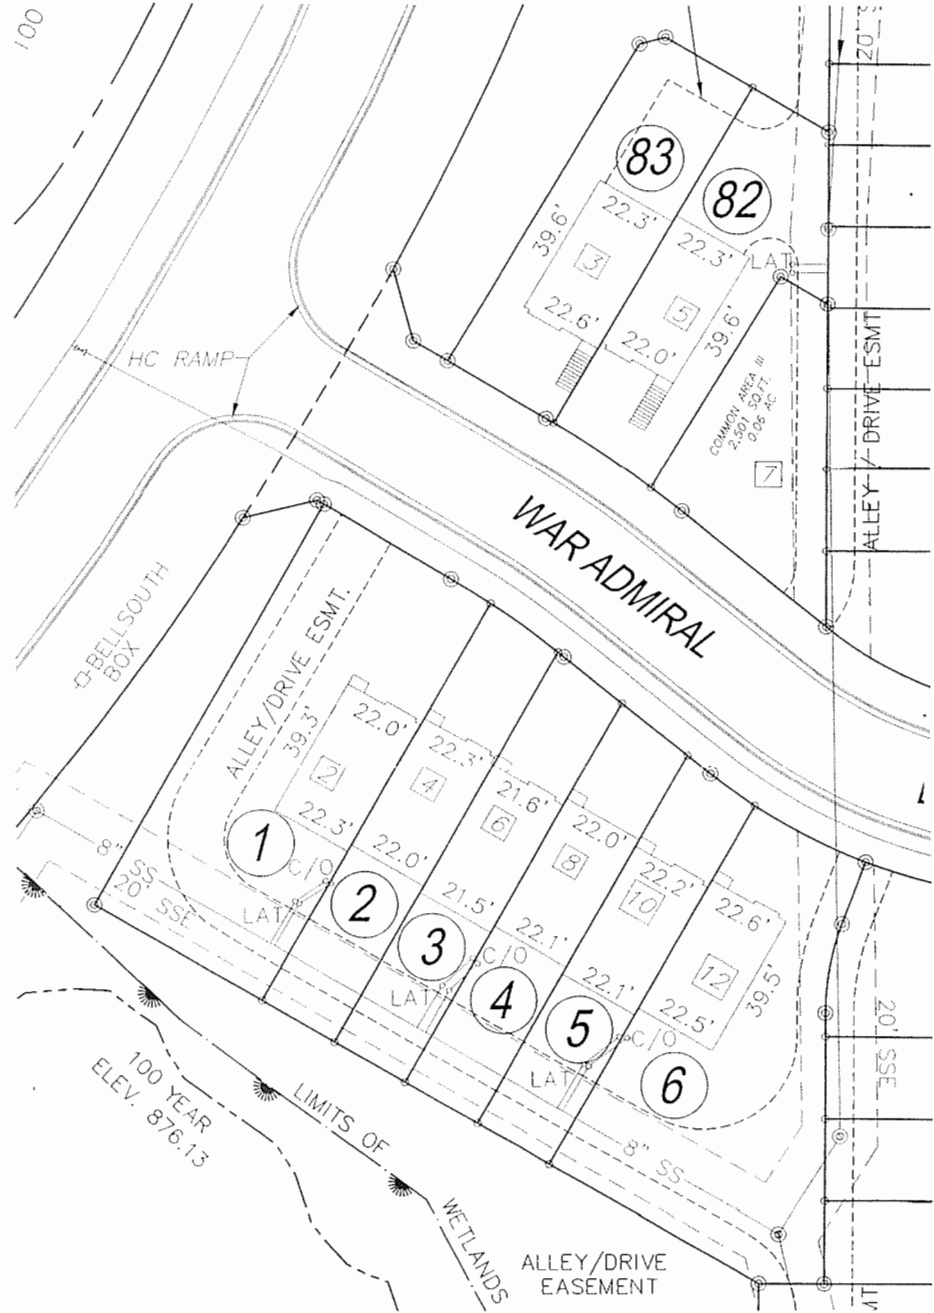 100
20'
83
82
39.6'
22.3'
22.3'
3
5
LAT
22.6'
22.0'
39.6'
HC RAMP
COMMON AREA III
2,501 SQ.FT.
0.06 AC
7
ALLEY / DRIVE ESMT
WAR ADMIRAL
BELLSOUTH
BOX
ALLEY/DRIVE ESMT.
39.3'
22.0'
22.3'
21.6'
22.0'
22.2'
22.6'
2
4
6
8
10
12
22.3'
22.0'
21.5'
22.1'
22.1'
22.5'
39.5'
1
2
3
4
5
6
C/O
LAT
C/O
LAT
C/O
LAT
8" SS
20' SSE
20' SSE
8" SS
100 YEAR
ELEV. 876.13
LIMITS OF
WETLANDS
ALLEY/DRIVE
EASEMENT